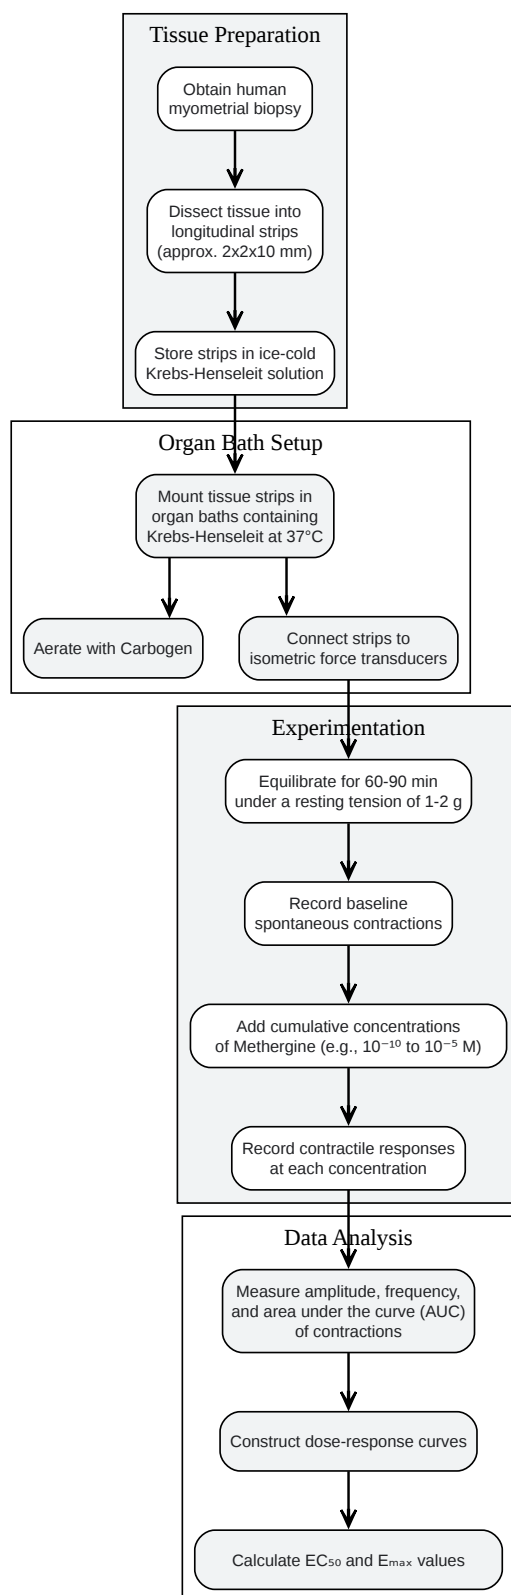 Tissue Preparation
Obtain human
myometrial biopsy
Dissect tissue into
longitudinal strips
(approx. 2x2x10 mm)
Store strips in ice-cold
Krebs-Henseleit solution
Organ Bath Setup
Mount tissue strips in
organ baths containing
Krebs-Henseleit at 37°C
Aerate with Carbogen
Connect strips to
isometric force transducers
Experimentation
Equilibrate for 60-90 min
under a resting tension of 1-2 g
Record baseline
spontaneous contractions
Add cumulative concentrations
of Methergine (e.g., 10⁻¹⁰ to 10⁻⁵ M)
Record contractile responses
at each concentration
Data Analysis
Measure amplitude, frequency,
and area under the curve (AUC)
of contractions
Construct dose-response curves
Calculate EC₅₀ and Eₘₐₓ values